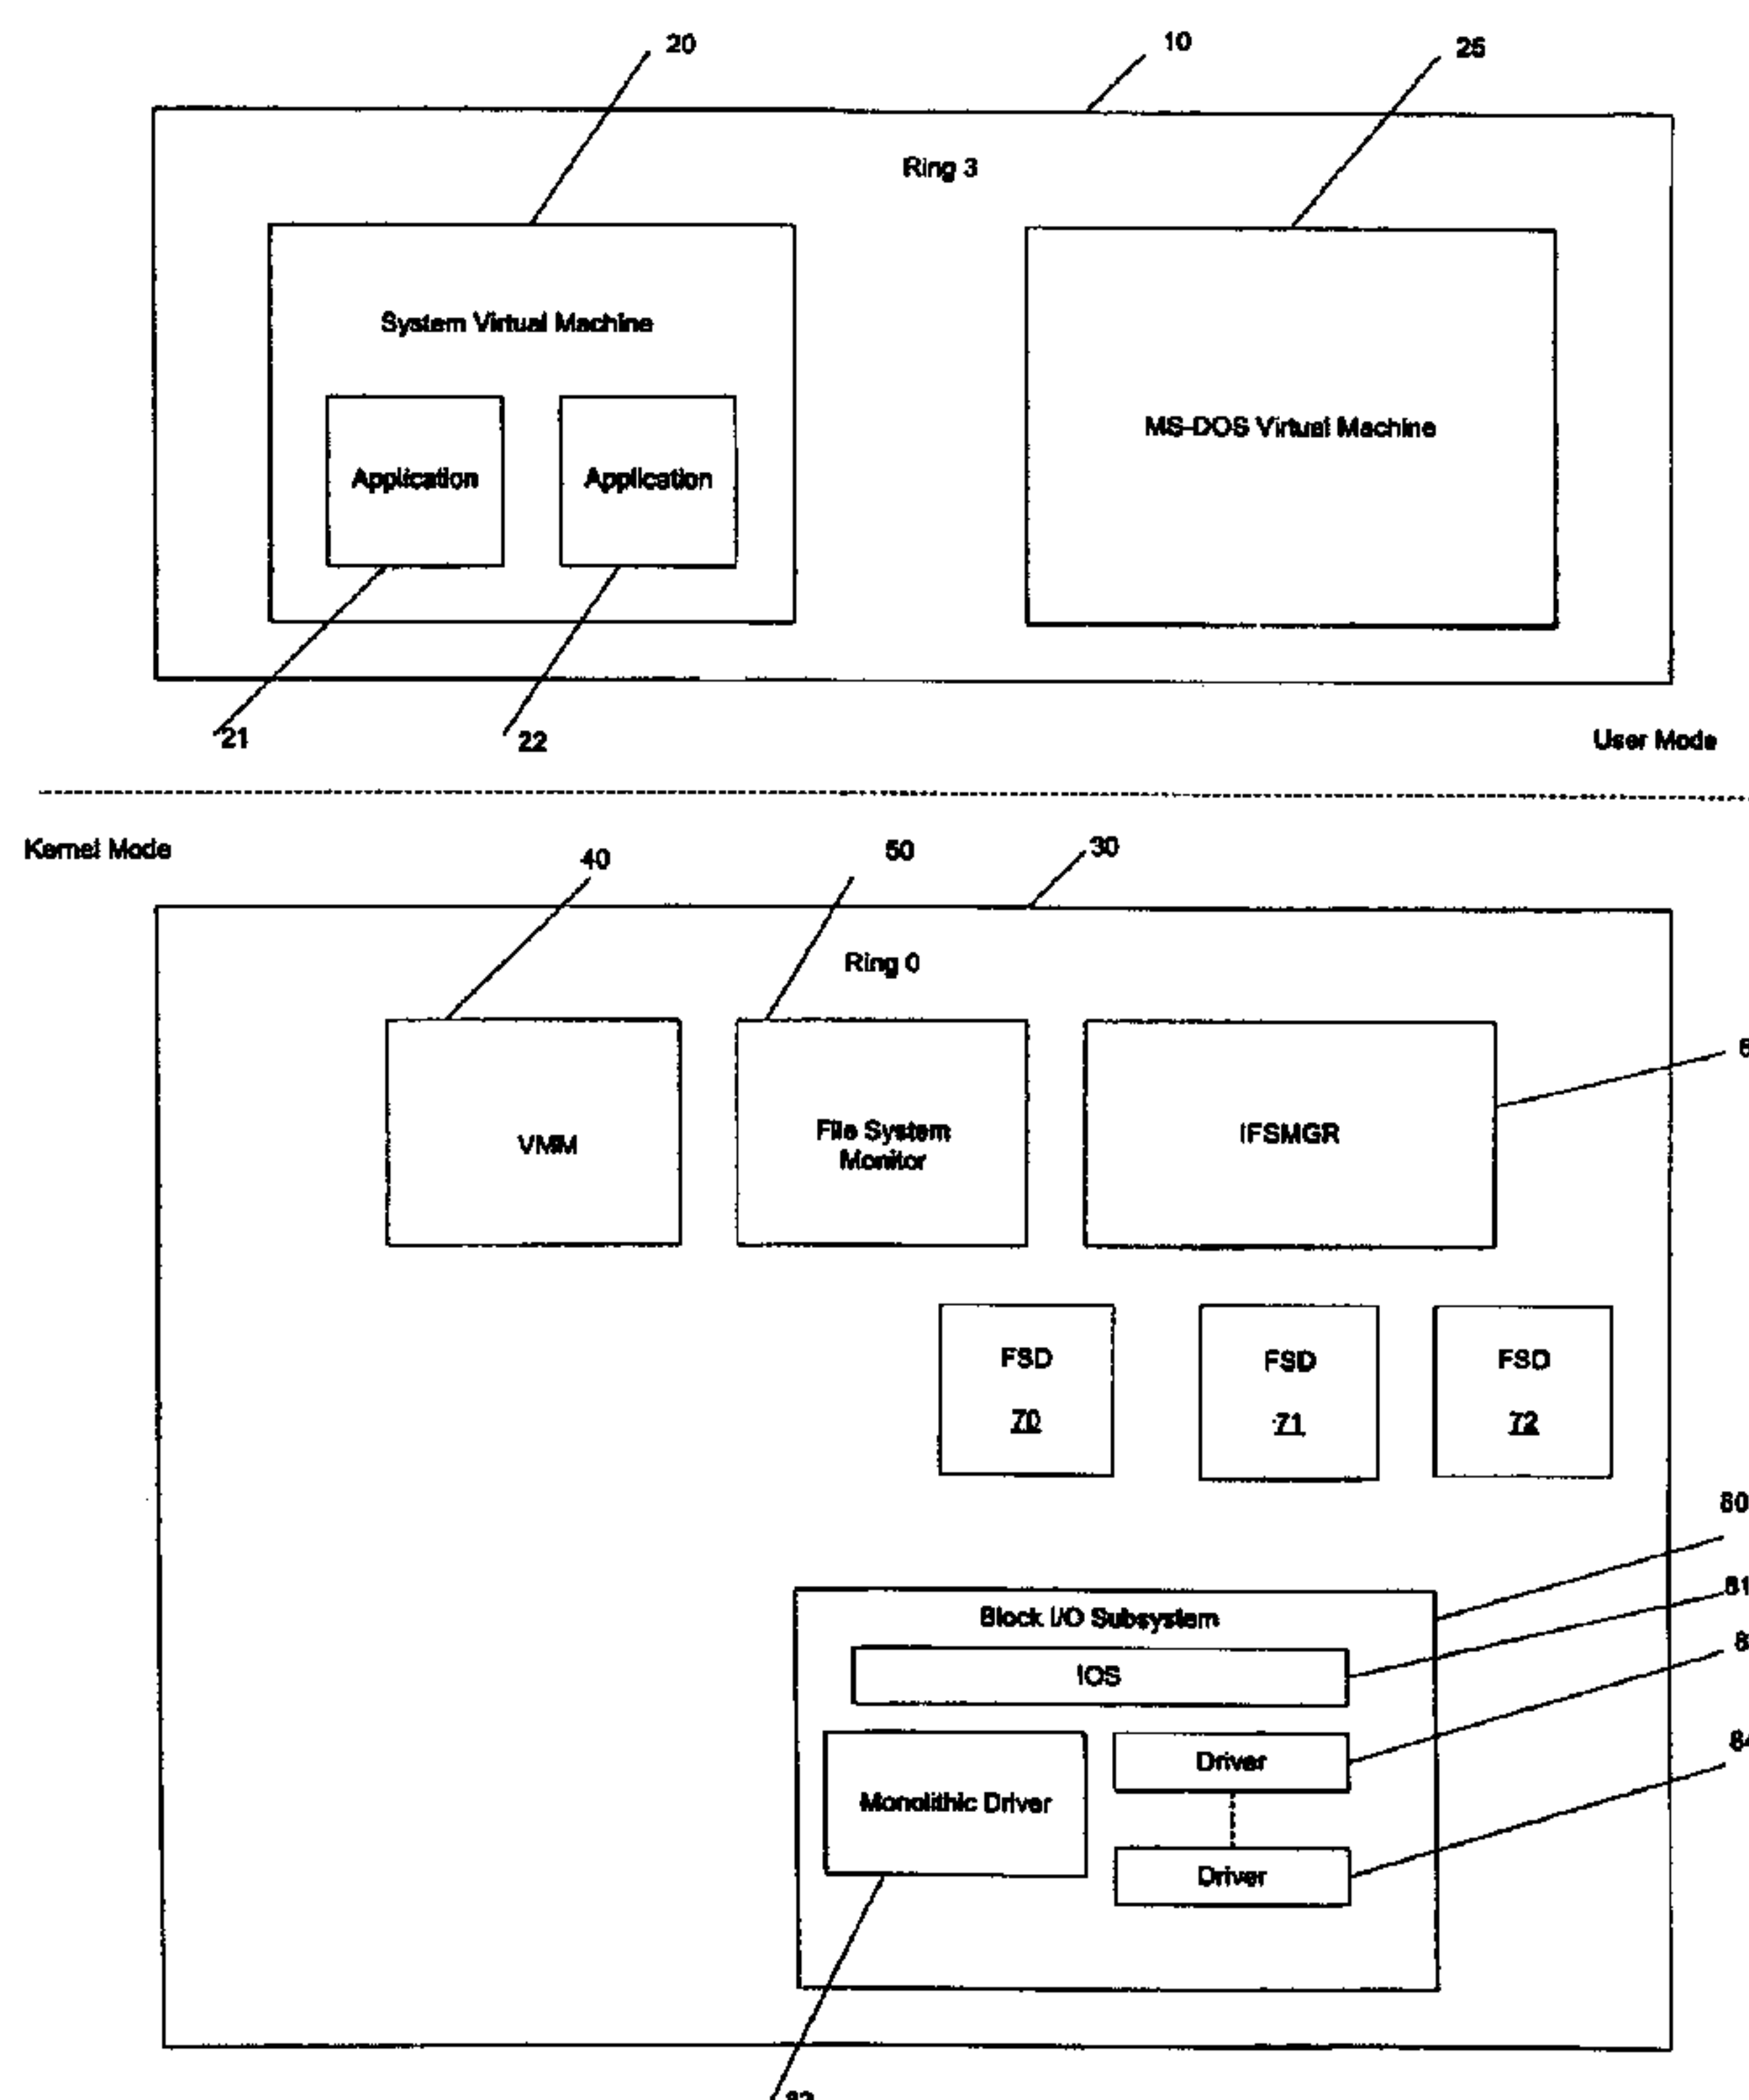 20
10
25
Ring 3
System Virtual Machine
MS-DOS Virtual Machine
Application
Application
21
22
User Mode
Kernel Mode
40
50
30
Ring 0
VMM
File System
Monitor
IFSMGR
FSD
70
FSD
71
FSD
72
80
Block I/O Subsystem
81
IOS
Driver
84
Monolithic Driver
Driver